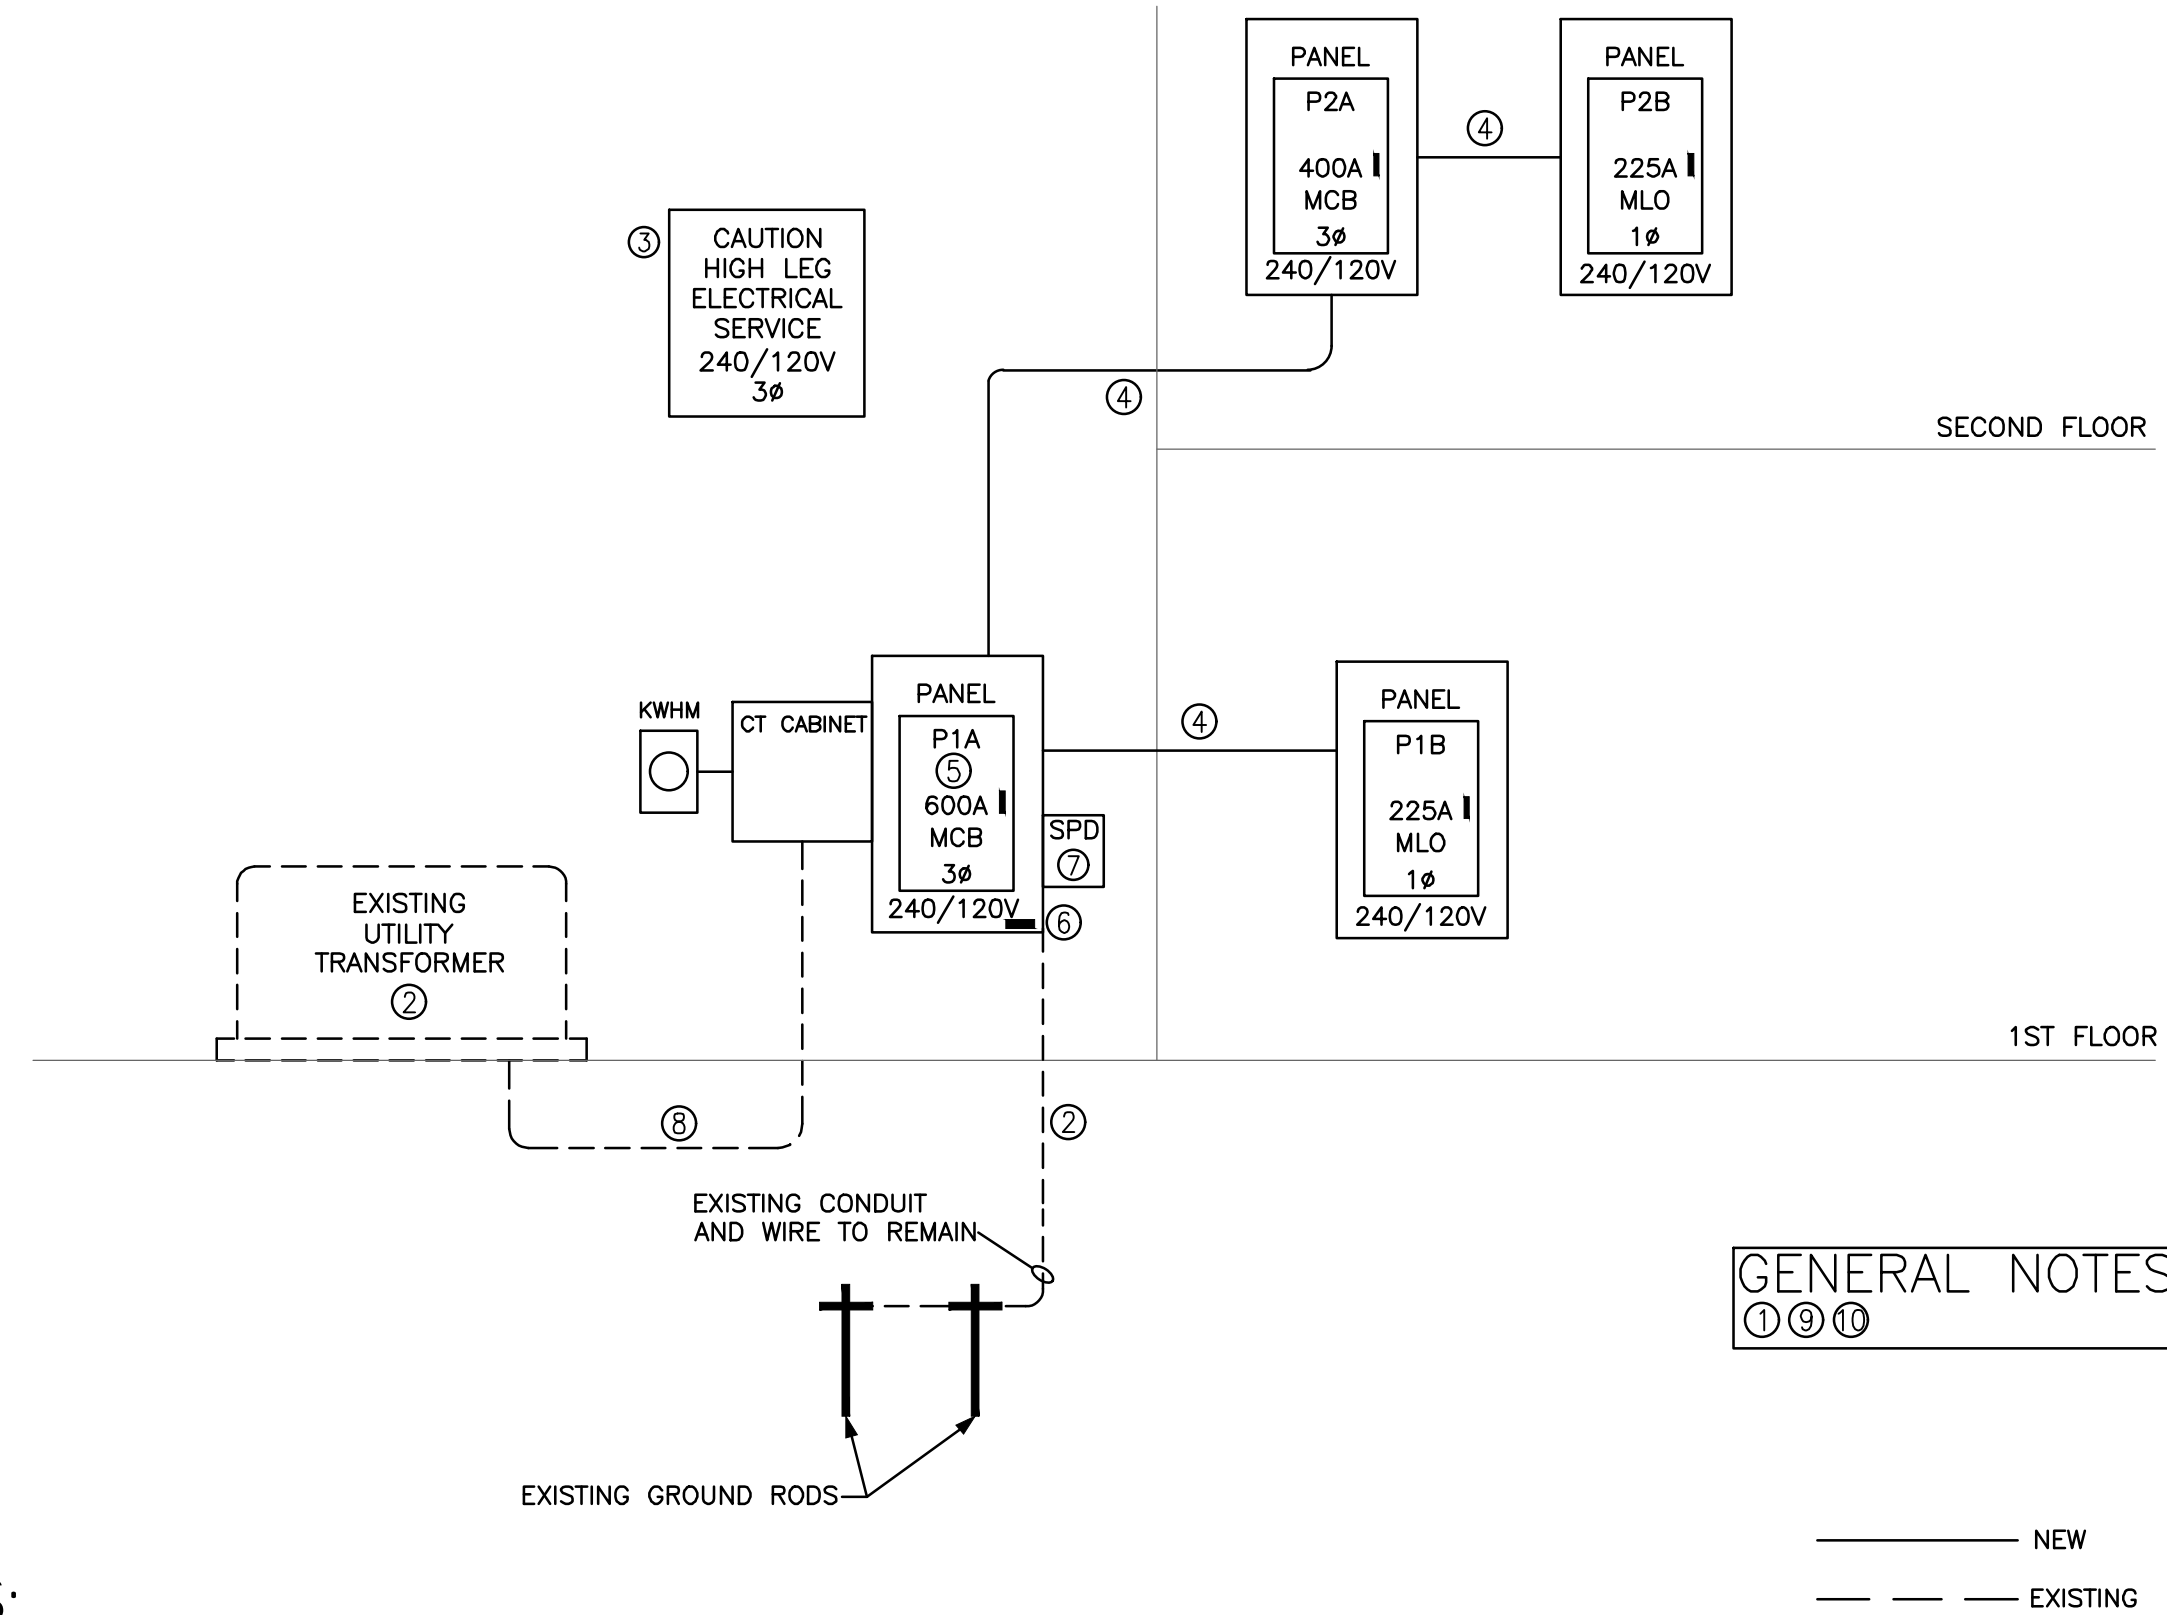 PANEL
P2A
400A
MCB
3ø
240/120V
④
PANEL
P2B
225A
MLO
1ø
240/120V
③
CAUTION
HIGH LEG
ELECTRICAL
SERVICE
240/120V
3ø
④
SECOND FLOOR
KWHM
CT CABINET
PANEL
P1A
⑤
600A
MCB
3ø
240/120V
SPD
⑦
⑥
④
PANEL
P1B
225A
MLO
1ø
240/120V
EXISTING
UTILITY
TRANSFORMER
②
1ST FLOOR
⑧
②
EXISTING CONDUIT
AND WIRE TO REMAIN
GENERAL NOTES
① ⑨ ⑩
EXISTING GROUND RODS
NEW
EXISTING